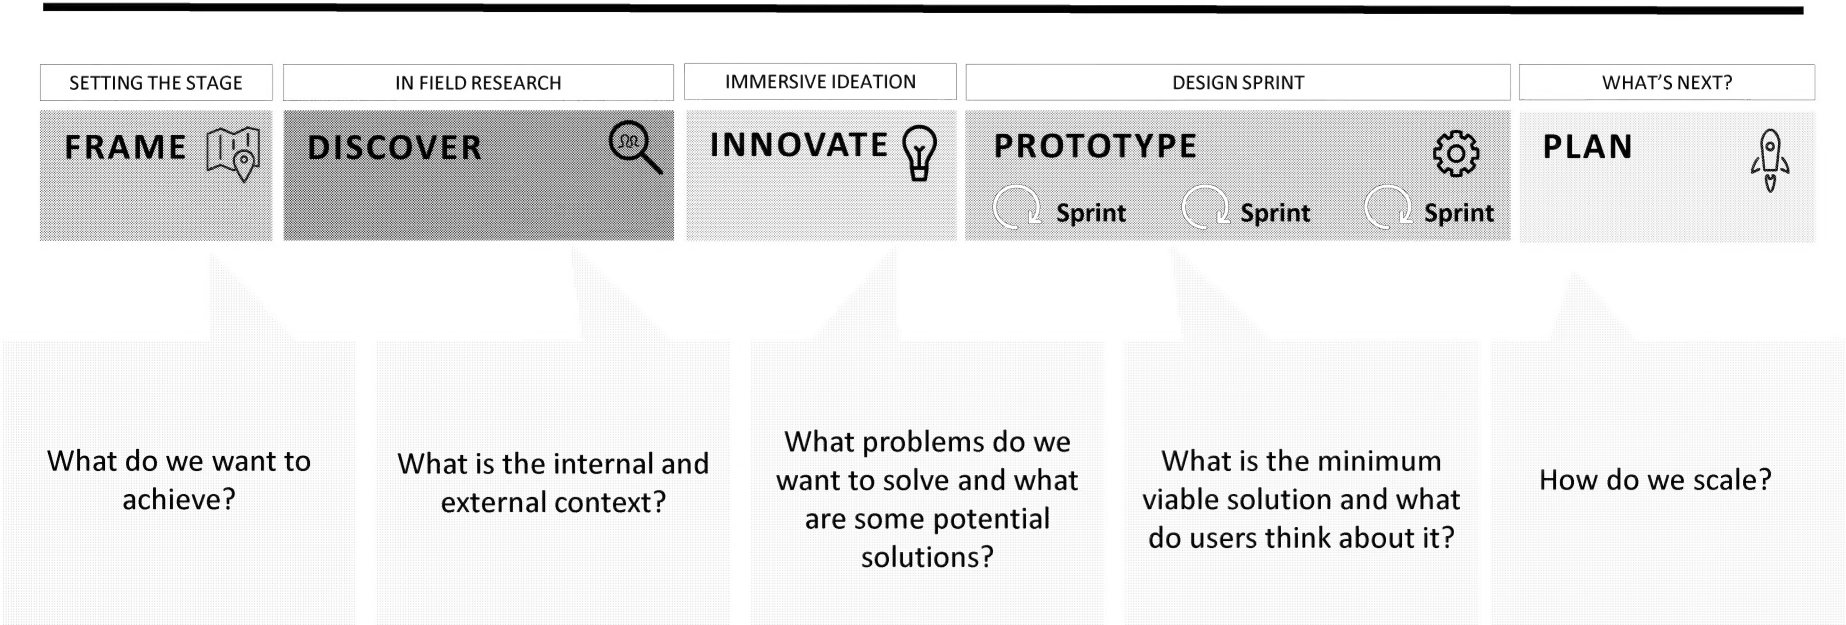 SETTING THE STAGE
IN FIELD RESEARCH
IMMERSIVE IDEATION
DESIGN SPRINT
WHAT'S NEXT?
FRAME
DISCOVER
INNOVATE
PROTOTYPE
PLAN
Sprint
Sprint
Sprint
What do we want to
achieve?
What is the internal and
external context?
What problems do we
want to solve and what
are some potential
solutions?
What is the minimum
viable solution and what
do users think about it?
How do we scale?